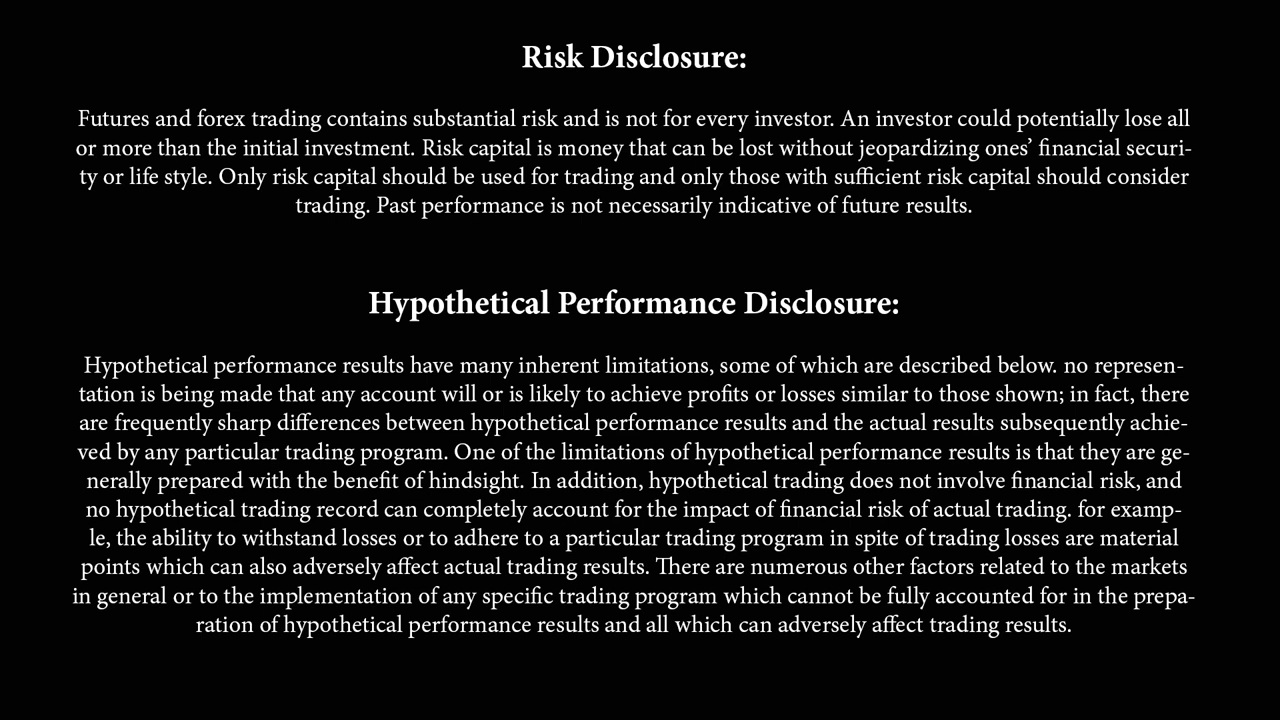 Risk Disclosure:
Futures and forex trading contains substantial risk and is not for every investor. An investor could potentially lose all
or more than the initial investment. Risk capital is money that can be lost without jeopardizing ones’ financial securi-
ty or life style. Only risk capital should be used for trading and only those with sufficient risk capital should consider
trading. Past performance is not necessarily indicative of future results.
Hypothetical Performance Disclosure:
Hypothetical performance results have many inherent limitations, some of which are described below. no represen-
tation is being made that any account will or is likely to achieve profits or losses similar to those shown; in fact, there
are frequently sharp differences between hypothetical performance results and the actual results subsequently achie-
ved by any particular trading program. One of the limitations of hypothetical performance results is that they are ge-
nerally prepared with the benefit of hindsight. In addition, hypothetical trading does not involve financial risk, and
no hypothetical trading record can completely account for the impact of financial risk of actual trading. for examp-
le, the ability to withstand losses or to adhere to a particular trading program in spite of trading losses are material
points which can also adversely affect actual trading results. There are numerous other factors related to the markets
in general or to the implementation of any specific trading program which cannot be fully accounted for in the prepa-
ration of hypothetical performance results and all which can adversely affect trading results.